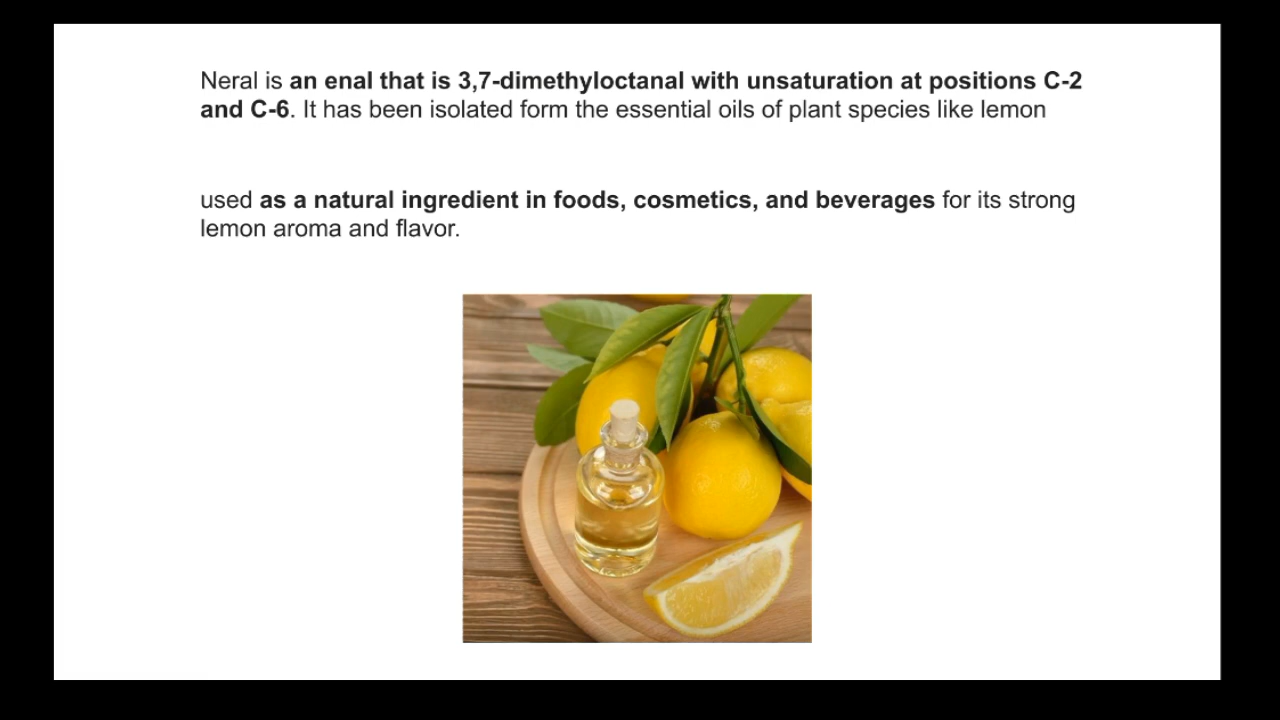 Neral is an enal that is 3,7-dimethyloctanal with unsaturation at positions C-2
and C-6. It has been isolated form the essential oils of plant species like lemon
used as a natural ingredient in foods, cosmetics, and beverages for its strong
lemon aroma and flavor.